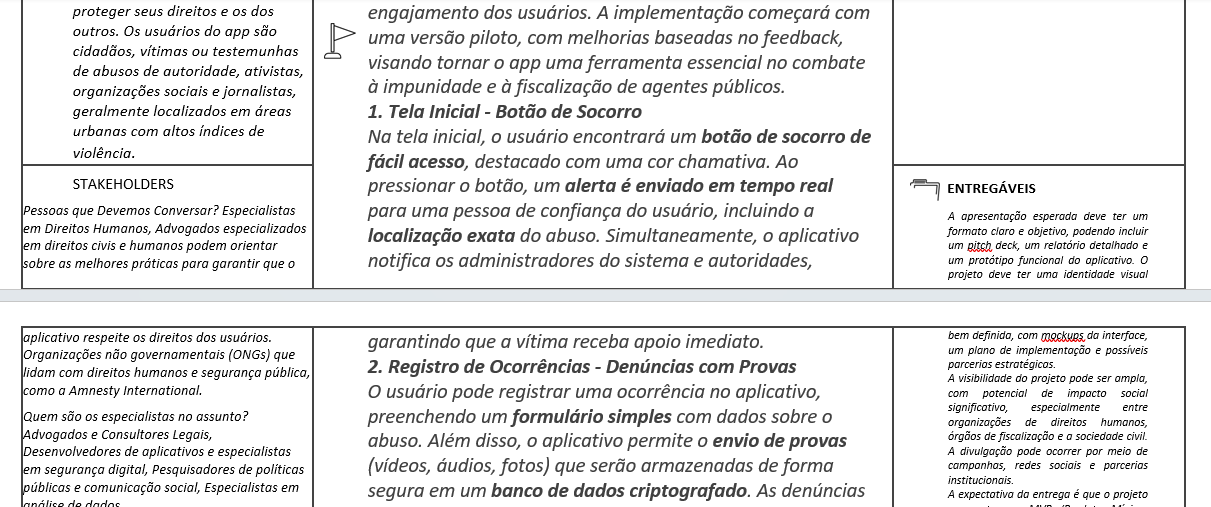 proteger seus direitos e os dos
outros. Os usuários do app são
cidadãos, vítimas ou testemunhas
de abusos de autoridade, ativistas,
organizações sociais e jornalistas,
geralmente localizados em áreas
urbanas com altos índices de
violência.
STAKEHOLDERS
Pessoas que Devemos Conversar? Especialistas
em Direitos Humanos, Advogados especializados
em direitos civis e humanos podem orientar
sobre as melhores práticas para garantir que o
engajamento dos usuários. A implementação começará com
uma versão piloto, com melhorias baseadas no feedback,
visando tornar o app uma ferramenta essencial no combate
à impunidade e à fiscalização de agentes públicos.
1. Tela Inicial - Botão de Socorro
Na tela inicial, o usuário encontrará um botão de socorro de
fácil acesso, destacado com uma cor chamativa. Ao
pressionar o botão, um alerta é enviado em tempo real
para uma pessoa de confiança do usuário, incluindo a
localização exata do abuso. Simultaneamente, o aplicativo
notifica os administradores do sistema e autoridades,
ENTREGÁVEIS
A apresentação esperada deve ter um
formato claro e objetivo, podendo incluir
um pitch deck, um relatório detalhado e
um protótipo funcional do aplicativo. O
projeto deve ter uma identidade visual
aplicativo respeite os direitos dos usuários.
Organizações não governamentais (ONGs) que
lidam com direitos humanos e segurança pública,
como a Amnesty International.
Quem são os especialistas no assunto?
Advogados e Consultores Legais,
Desenvolvedores de aplicativos e especialistas
em segurança digital, Pesquisadores de políticas
públicas e comunicação social, Especialistas em
análise de dados
garantindo que a vítima receba apoio imediato.
2. Registro de Ocorrências - Denúncias com Provas
O usuário pode registrar uma ocorrência no aplicativo,
preenchendo um formulário simples com dados sobre o
abuso. Além disso, o aplicativo permite o envio de provas
(vídeos, áudios, fotos) que serão armazenadas de forma
segura em um banco de dados criptografado. As denúncias
bem definida, com mockups da interface,
um plano de implementação e possíveis
parcerias estratégicas.
A visibilidade do projeto pode ser ampla,
com potencial de impacto social
significativo, especialmente entre
organizações de direitos humanos,
órgãos de fiscalização e a sociedade civil.
A divulgação pode ocorrer por meio de
campanhas, redes sociais e parcerias
institucionais.
A expectativa da entrega é que o projeto